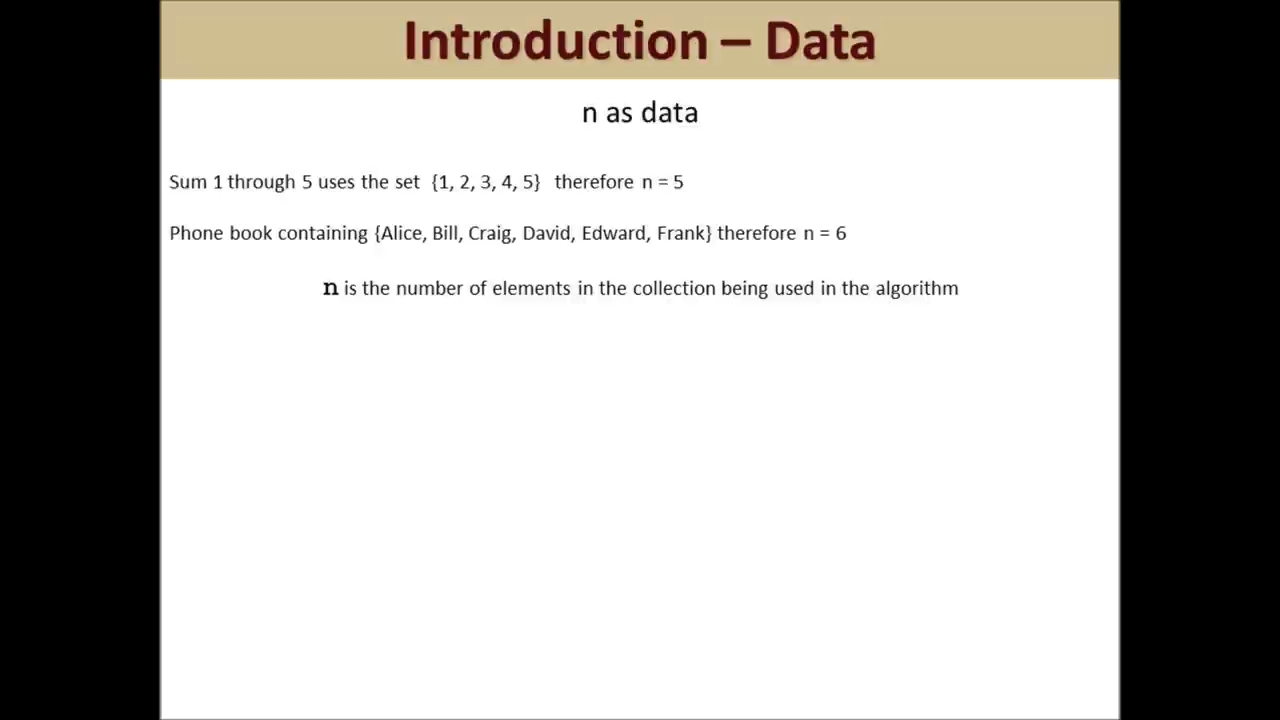 Introduction – Data
n as data
Sum 1 through 5 uses the set {1, 2, 3, 4, 5} therefore n = 5
Phone book containing {Alice, Bill, Craig, David, Edward, Frank} therefore n = 6
n is the number of elements in the collection being used in the algorithm